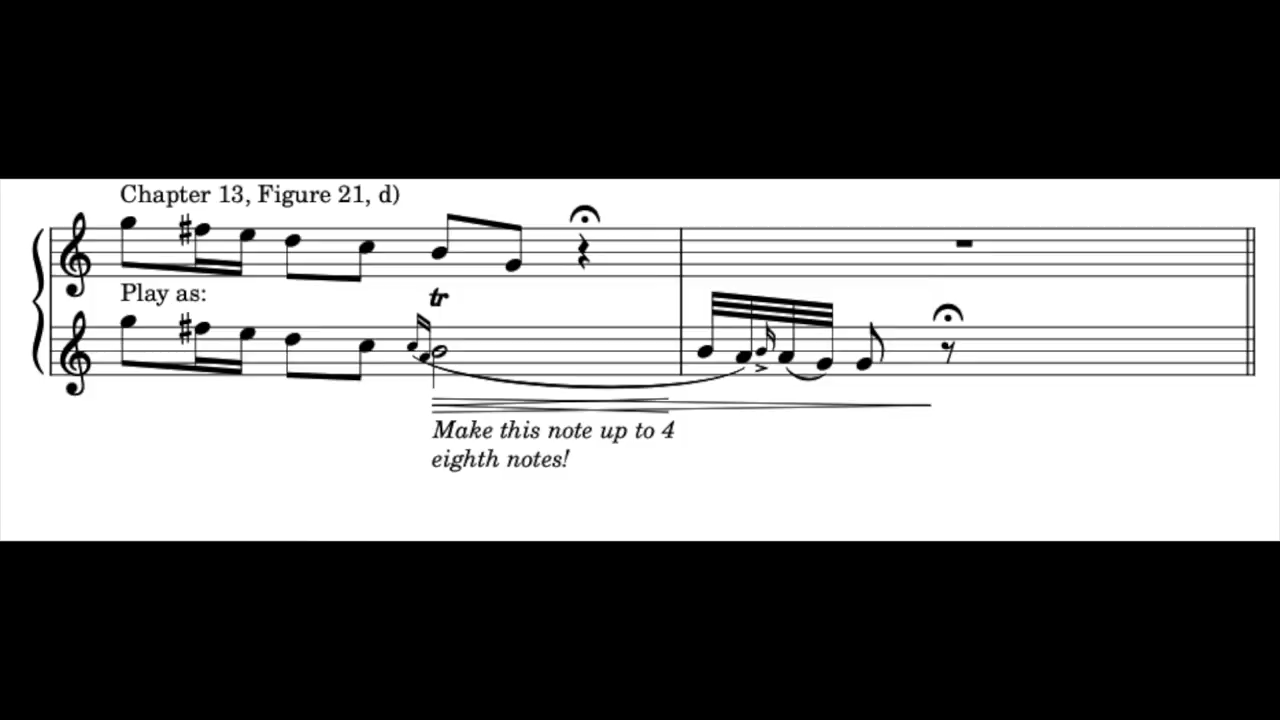 Chapter 13, Figure 21, d)
Play as:
tr
Make this note up to 4
eighth notes!